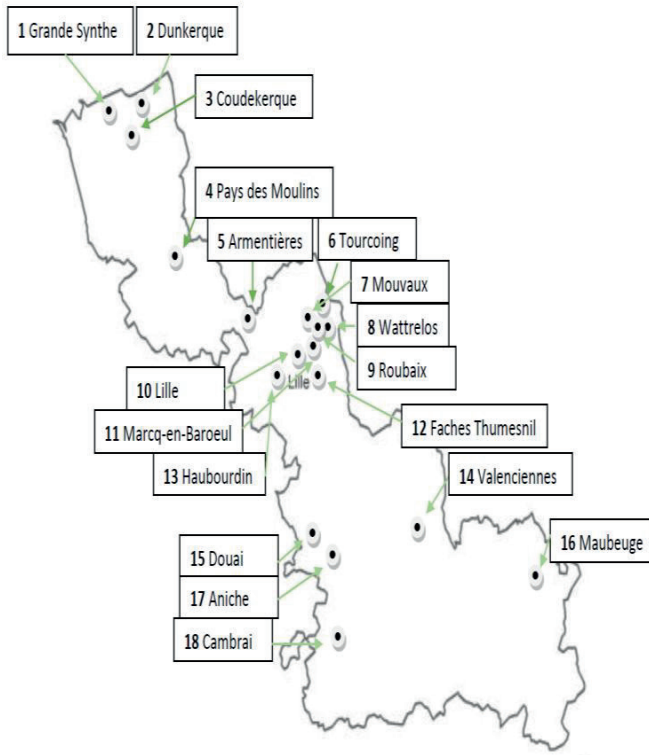 1 Grande Synthe
2 Dunkerque
3 Coudekerque
4 Pays des Moulins
5 Armentières
6 Tourcoing
7 Mouvaux
8 Wattrelos
9 Roubaix
10 Lille
Lille
11 Marcq-en-Baroeul
12 Faches Thumesnil
13 Haubourdin
14 Valenciennes
15 Douai
16 Maubeuge
17 Aniche
18 Cambrai